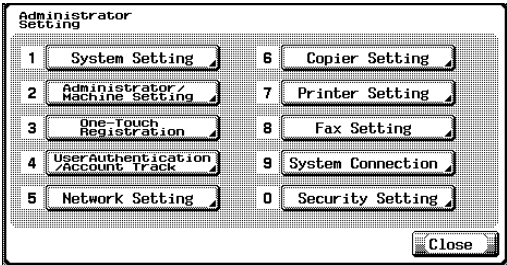 Administrator
Setting
1 System Setting
6 Copier Setting
2 Administrator/
Machine Setting
7 Printer Setting
3 One-Touch
Registration
8 Fax Setting
4 UserAuthentication
/Account Track
9 System Connection
5 Network Setting
0 Security Setting
Close